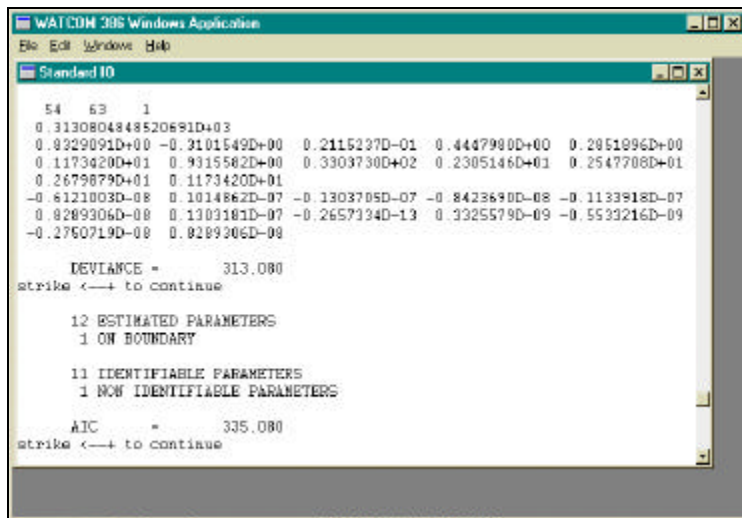 WATCOM 386 Windows Application
File Edit Windows Help
Standard IO
54 63 1
0.3130804848520691D+03
0.8329091D+00 -0.3101549D+00 0.2115237D-01 0.4447980D+00 0.2851896D+00
0.1173420D+01 0.9315582D+00 0.3303730D+02 0.2305146D+01 0.2547708D+01
0.2679879D+01 0.1173420D+01
-0.6121003D-08 0.1014862D-07 -0.1303705D-07 -0.8423690D-08 -0.1133918D-07
0.8289306D-08 0.1303181D-07 -0.2657334D-13 0.3325579D-09 -0.5533216D-09
-0.2750719D-08 0.8289306D-08
DEVIANCE = 313.080
strike <--+ to continue
12 ESTIMATED PARAMETERS
1 ON BOUNDARY
11 IDENTIFIABLE PARAMETERS
1 NON IDENTIFIABLE PARAMETERS
AIC = 335.080
strike <--+ to continue